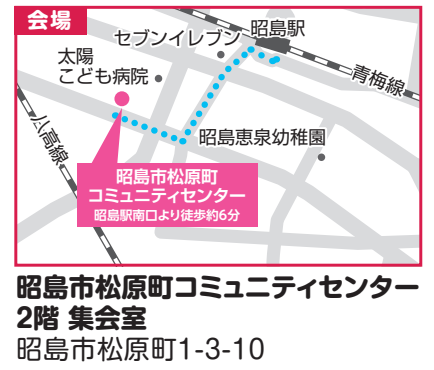 会場
昭島駅
セブンイレブン
太陽
こども病院
青梅線
八高線
昭島恵泉幼稚園
昭島市松原町
コミュニティセンター
昭島駅南口より徒歩約6分
昭島市松原町コミュニティセンター
2階 集会室
昭島市松原町1-3-10